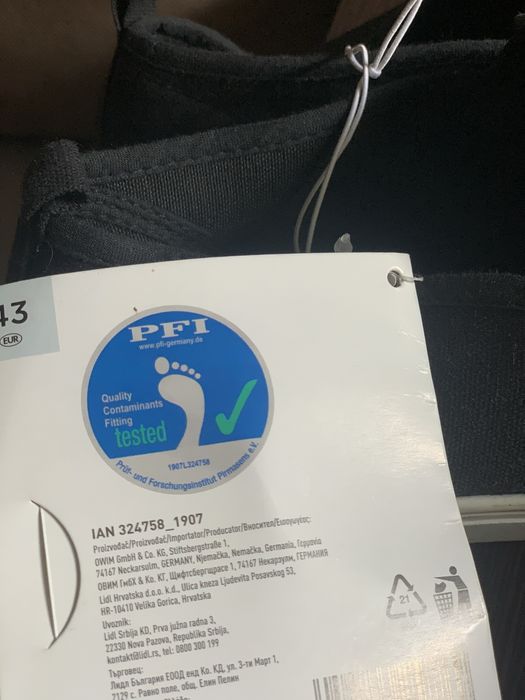 43
EUR
PFI
www.pfi-germany.de
Quality
Contaminants
Fitting
tested
1907L324758
Prüf- und Forschungsinstitut Pirmasens e.V.
IAN 324758_1907
Proizvođač/Proizvođač/Importator/Producator/Вносител/Εισαγωγέας:
OWIM GmbH & Co. KG, Stiftsbergstraße 1,
74167 Neckarsulm, GERMANY, Njemačka, Nemačka, Germania, Γερμανία
ОВИМ ГмбХ & Ко. КГ, Щифтсбергщрасе 1, 74167 Некарзулм, ГЕРМАНИЯ
Lidl Hrvatska d.o.o. k.d., Ulica kneza Ljudevita Posavskog 53,
HR-10410 Velika Gorica, Hrvatska
Uvoznik:
Lidl Srbija KD, Prva južna radna 3,
22330 Nova Pazova, Republika Srbija,
kontakt@lidl.rs, tel: 0800 300 199
Търговец:
Лидл България ЕООД енд Ко. КД, ул. 3-ти Март 1,
2129 с. Равно поле, общ. Елин Пелин
21